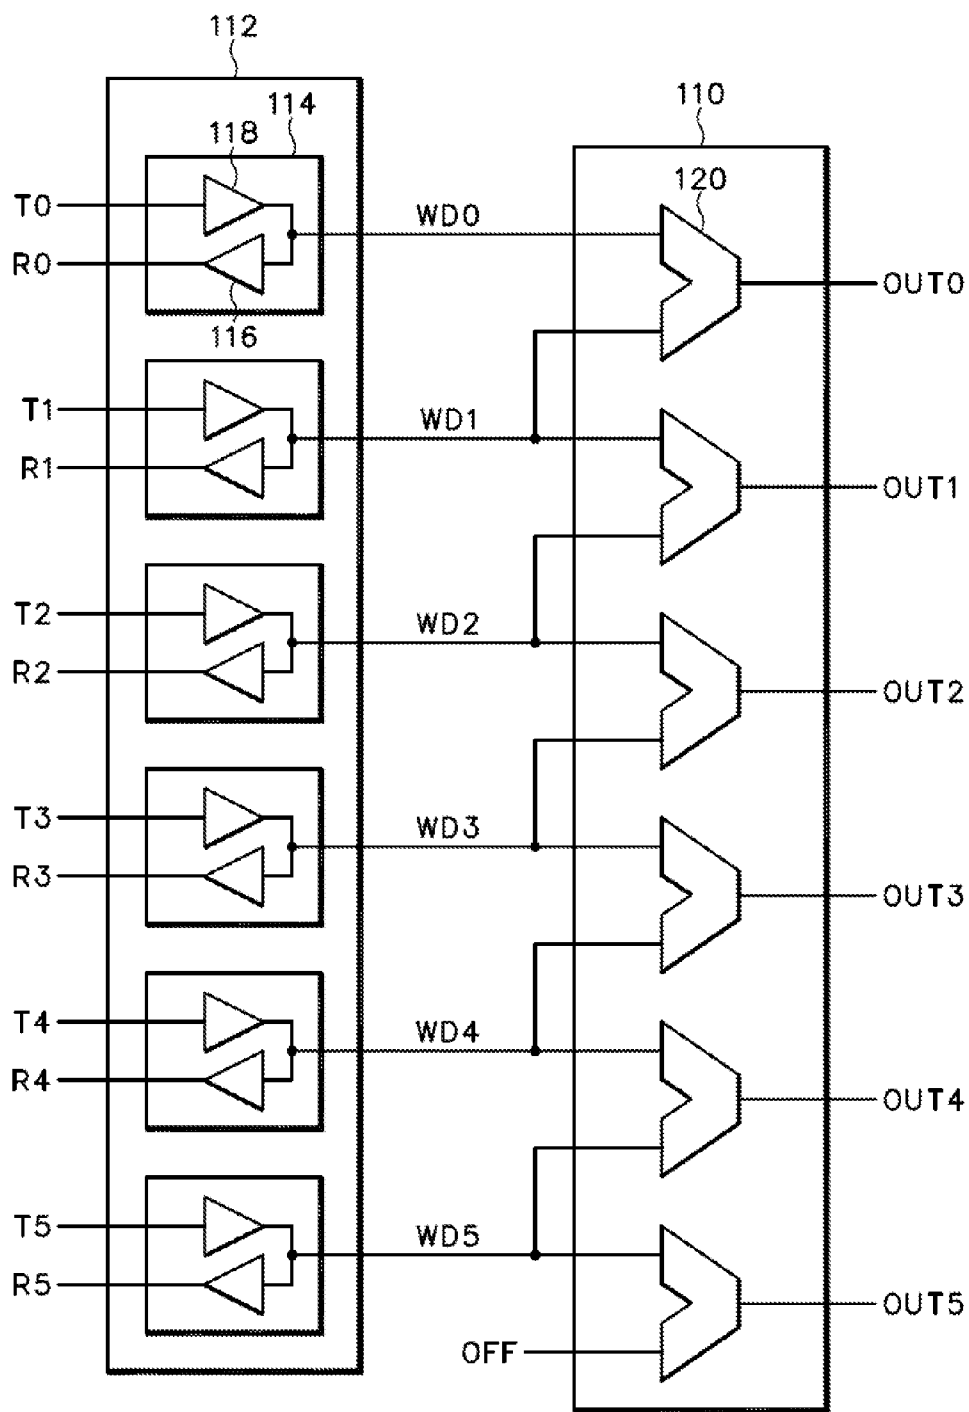 112
110
114
118
120
T0
WD0
R0
OUT0
116
T1
WD1
R1
OUT1
T2
WD2
R2
OUT2
T3
WD3
R3
OUT3
T4
WD4
R4
OUT4
T5
WD5
R5
OUT5
OFF